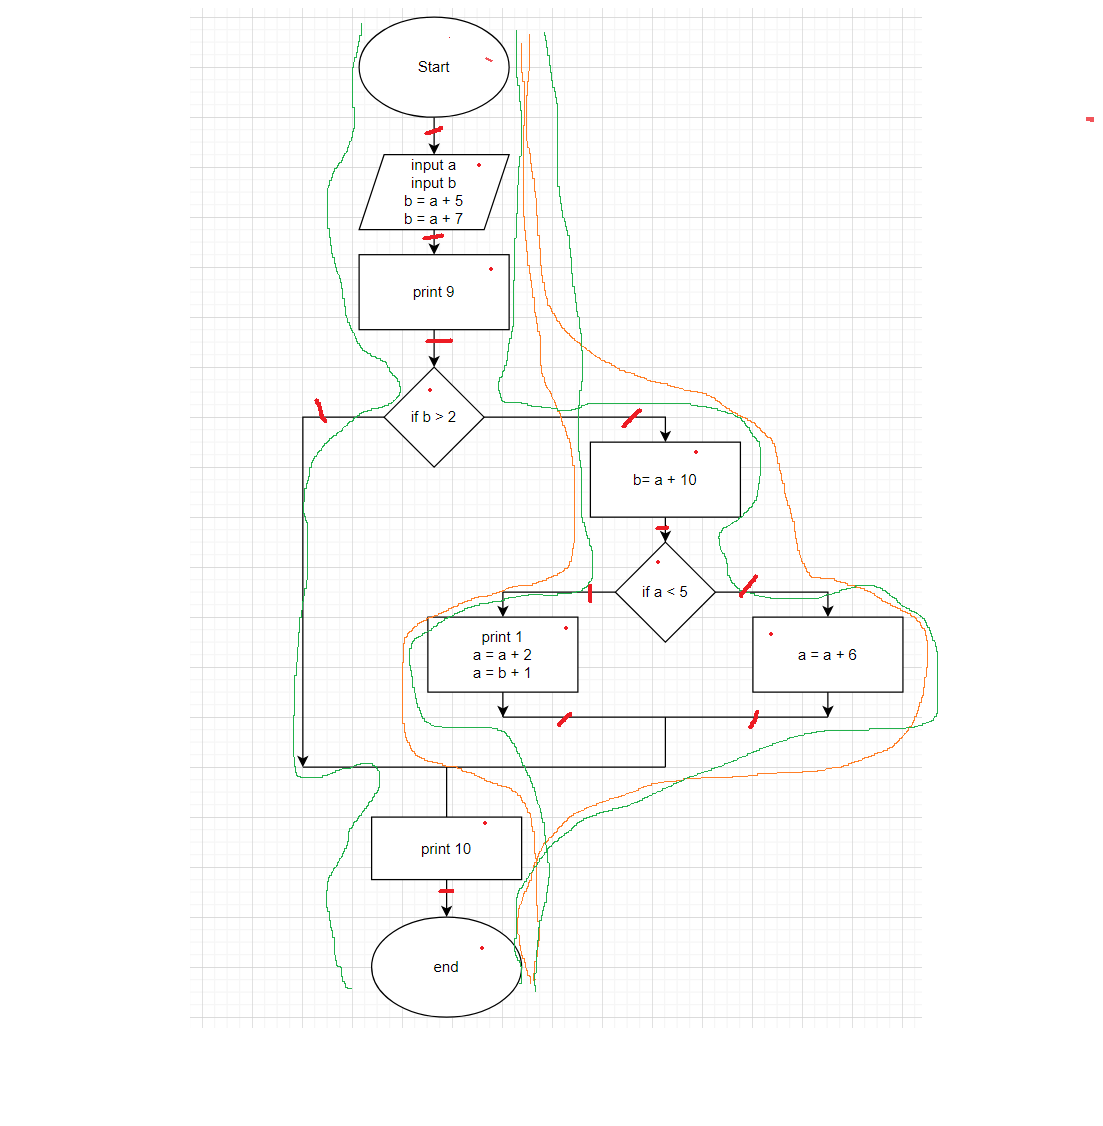 Start
input a
input b
b = a + 5
b = a + 7
print 9
if b > 2
b= a + 10
if a < 5
print 1
a = a + 2
a = b + 1
a = a + 6
print 10
end